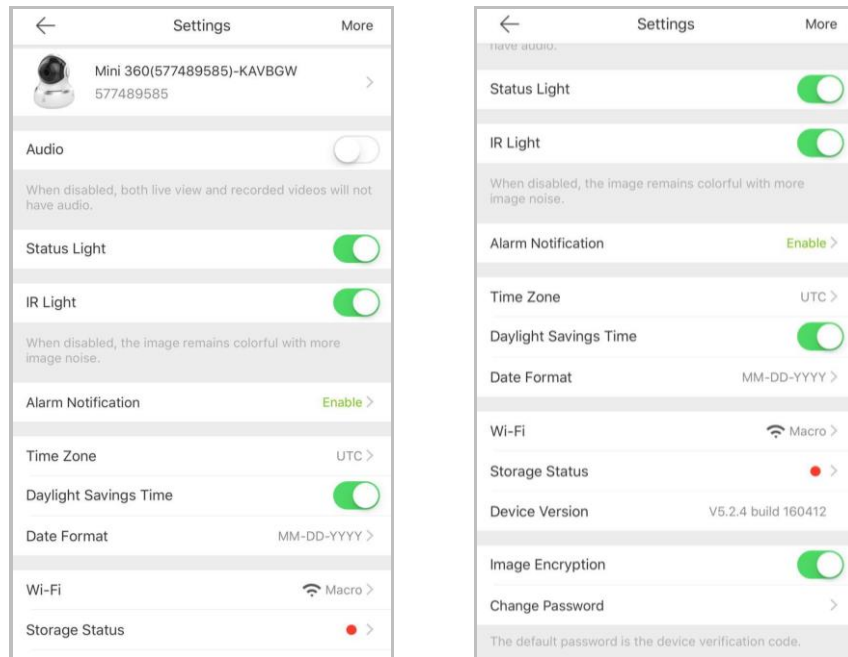 Settings
More
Mini 360(577489585)-KAVBGW
577489585
Audio
When disabled, both live view and recorded videos will not
have audio.
Status Light
IR Light
When disabled, the image remains colorful with more
image noise.
Alarm Notification
Enable
Time Zone
UTC
Daylight Savings Time
Date Format
MM-DD-YYYY
Wi-Fi
Macro
Storage Status
Settings
More
have audio.
Status Light
IR Light
When disabled, the image remains colorful with more
image noise.
Alarm Notification
Enable
Time Zone
UTC
Daylight Savings Time
Date Format
MM-DD-YYYY
Wi-Fi
Macro
Storage Status
Device Version
V5.2.4 build 160412
Image Encryption
Change Password
The default password is the device verification code.